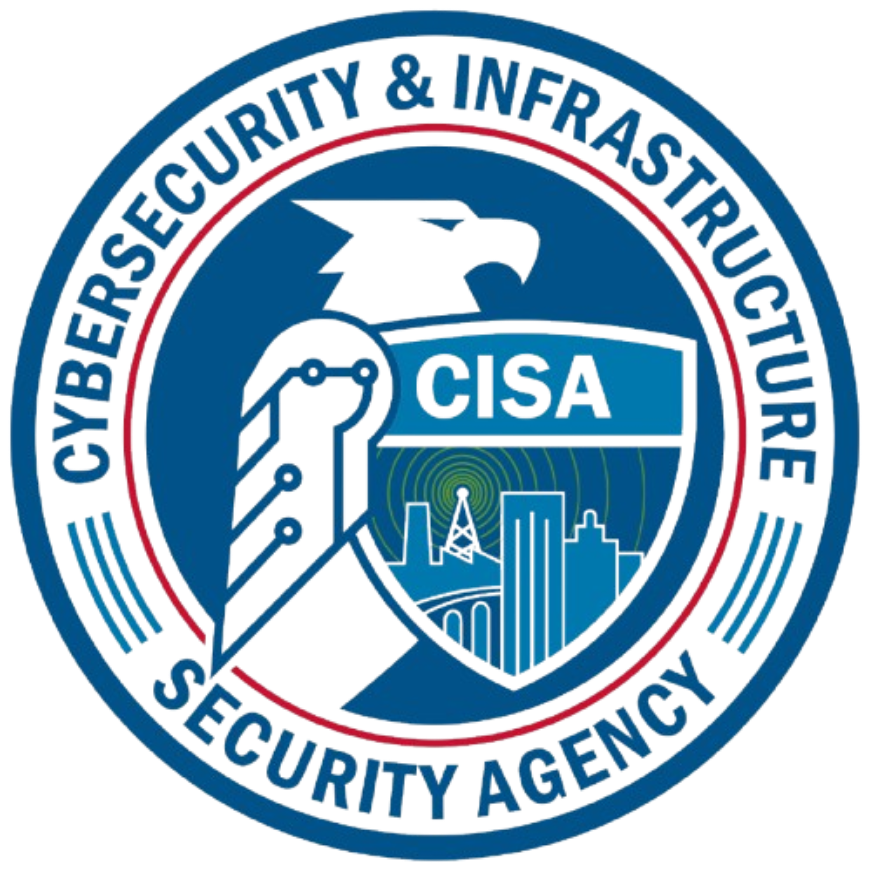 CYBERSECURITY & INFRASTRUCTURE
CISA
SECURITY AGENCY